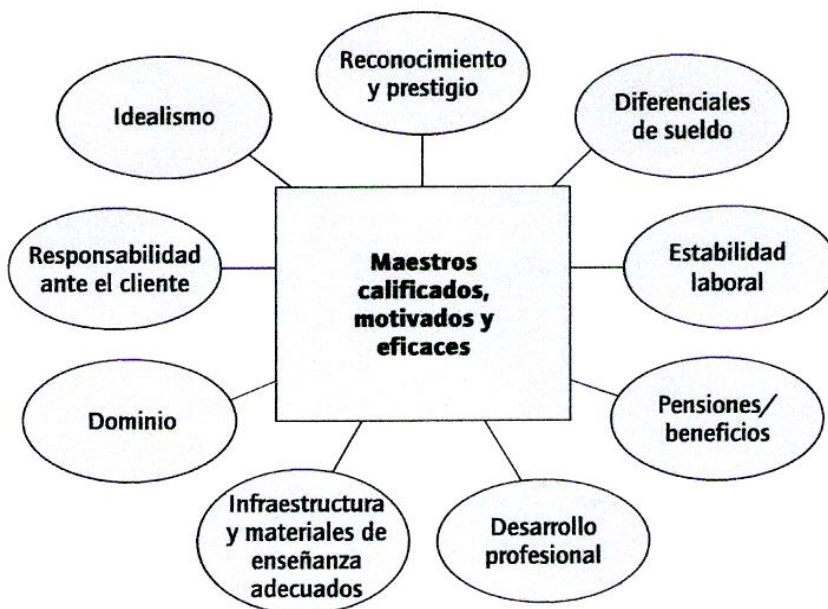 Reconocimiento
y prestigio
Idealismo
Diferenciales
de sueldo
Responsabilidad
ante el cliente
Maestros
calificados,
motivados y
eficaces
Estabilidad
laboral
Dominio
Pensiones/
beneficios
Infraestructura
y materiales de
enseñanza
adecuados
Desarrollo
profesional